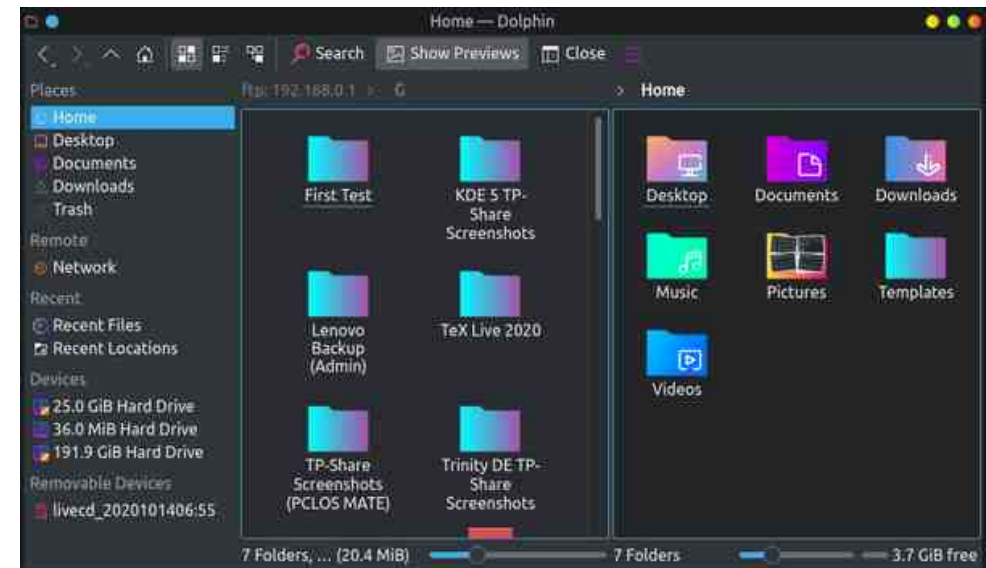 Home — Dolphin
Search
Show Previews
Close
Places
Home
Desktop
Documents
Downloads
Trash
Remote
Network
Recent
Recent Files
Recent Locations
Devices
25.0 GiB Hard Drive
36.0 MiB Hard Drive
191.9 GiB Hard Drive
Removable Devices
livecd_2020101406:55
ftp: 192.168.0.1 > G
First Test
KDE 5 TP-
Share
Screenshots
Lenovo
Backup
(Admin)
TeX Live 2020
TP-Share
Screenshots
(PCLOS MATE)
Trinity DE TP-
Share
Screenshots
7 Folders, ... (20.4 MiB)
> Home
Desktop
Documents
Downloads
Music
Pictures
Templates
Videos
7 Folders
3.7 GiB free